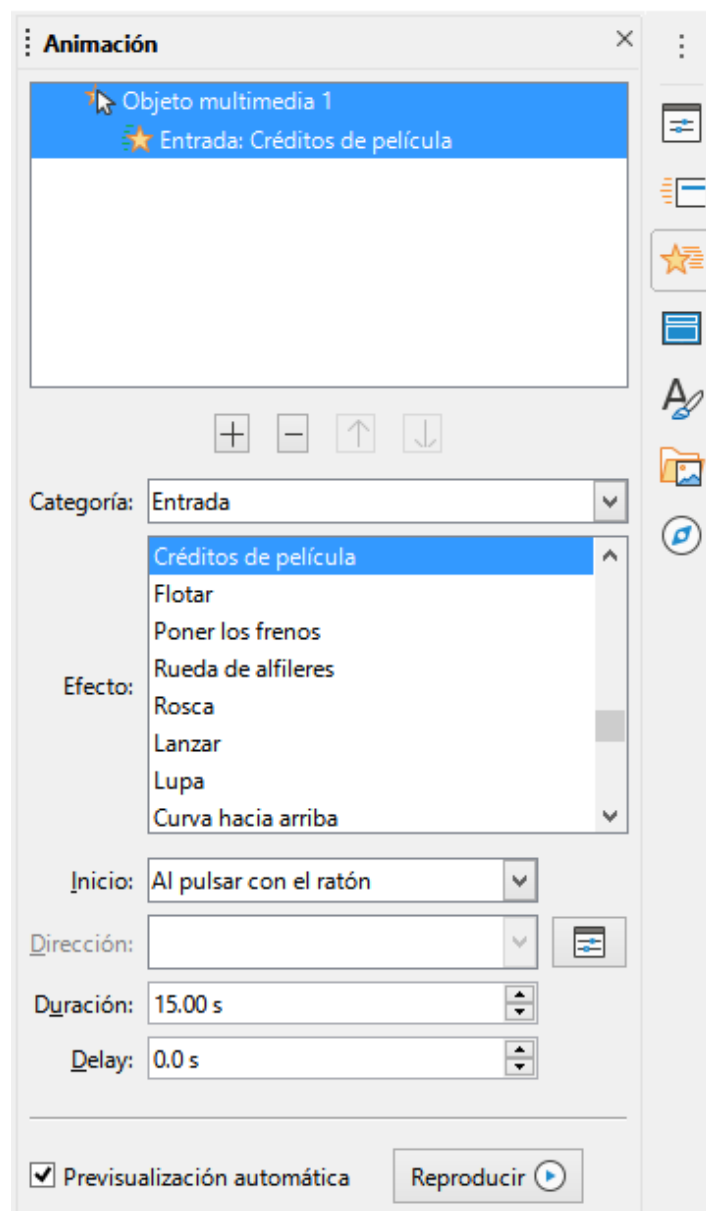 Animación
Objeto multimedia 1
Entrada: Créditos de película
Categoría: Entrada
Créditos de película
Flotar
Poner los frenos
Rueda de alfileres
Efecto:
Rosca
Lanzar
Lupa
Curva hacia arriba
Inicio: Al pulsar con el ratón
Dirección:
Duración: 15.00 s
Delay: 0.0 s
Previsualización automática Reproducir